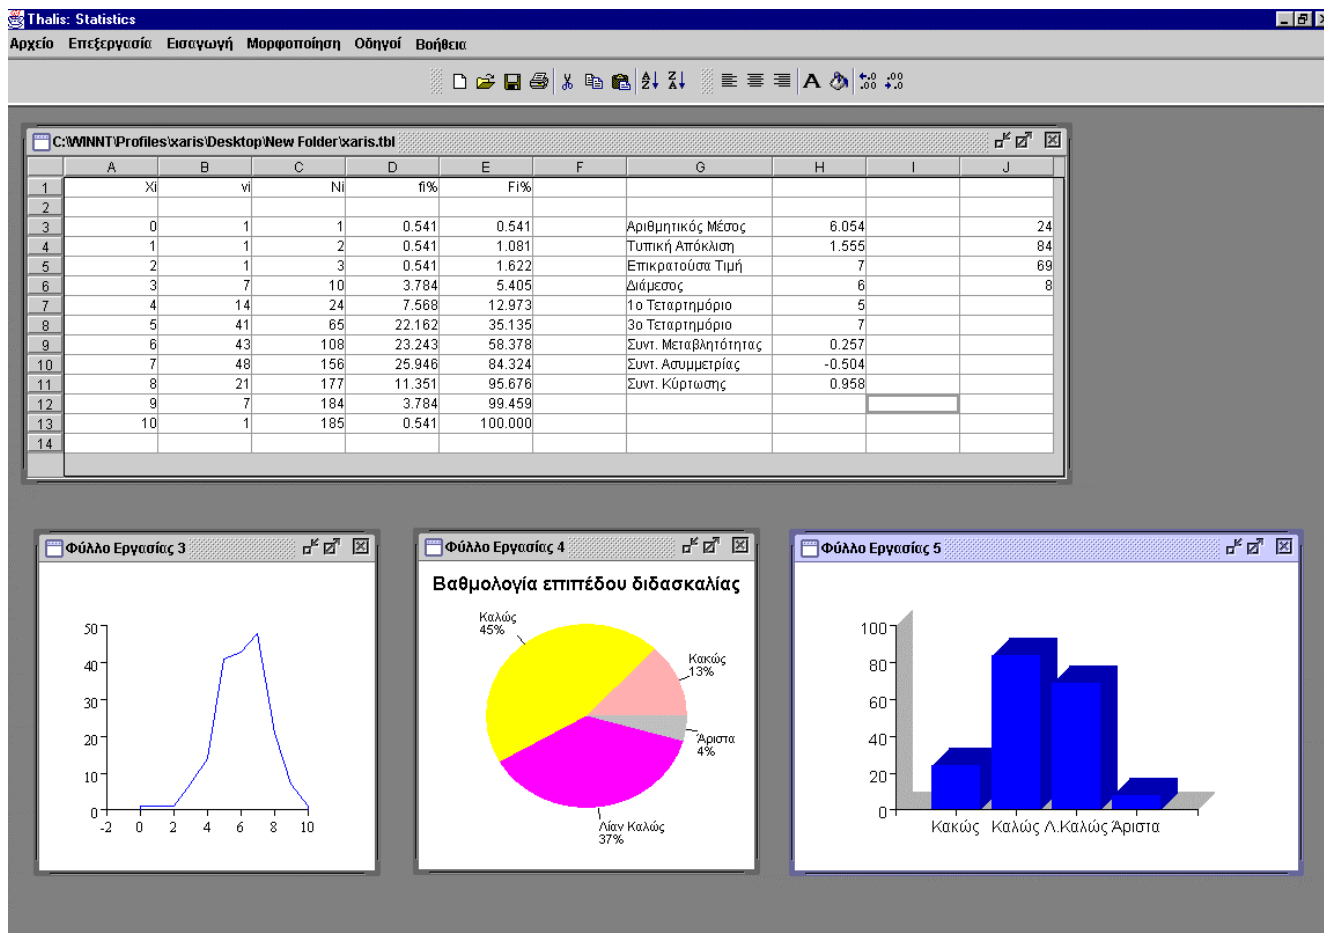 Thalis: Statistics
Αρχείο Επεξεργασία Εισαγωγή Μορφοποίηση Οδηγοί Βοήθεια
C:\WINNT\Profiles\xaris\Desktop\New Folder\xaris.tbl
A B C D E F G H I J
1 Xi vi Ni fi% Fi%
2
3 0 1 1 0.541 0.541 Αριθμητικός Μέσος 6.054 24
4 1 1 2 0.541 1.081 Τυπική Απόκλιση 1.555 84
5 2 1 3 0.541 1.622 Επικρατούσα Τιμή 7 69
6 3 7 10 3.784 5.405 Διάμεσος 6 8
7 4 14 24 7.568 12.973 1ο Τεταρτημόριο 5
8 5 41 65 22.162 35.135 3ο Τεταρτημόριο 7
9 6 43 108 23.243 58.378 Συντ. Μεταβλητότητας 0.257
10 7 48 156 25.946 84.324 Συντ. Ασυμμετρίας -0.504
11 8 21 177 11.351 95.676 Συντ. Κύρτωσης 0.958
12 9 7 184 3.784 99.459
13 10 1 185 0.541 100.000
14
Φύλλο Εργασίας 3
50
40
30
20
10
0
-2 0 2 4 6 8 10
Φύλλο Εργασίας 4
Βαθμολογία επιπέδου διδασκαλίας
Καλώς
45%
Κακώς
13%
Άριστα
4%
Λίαν Καλώς
37%
Φύλλο Εργασίας 5
100
80
60
40
20
0
Κακώς Καλώς Λ.Καλώς Άριστα